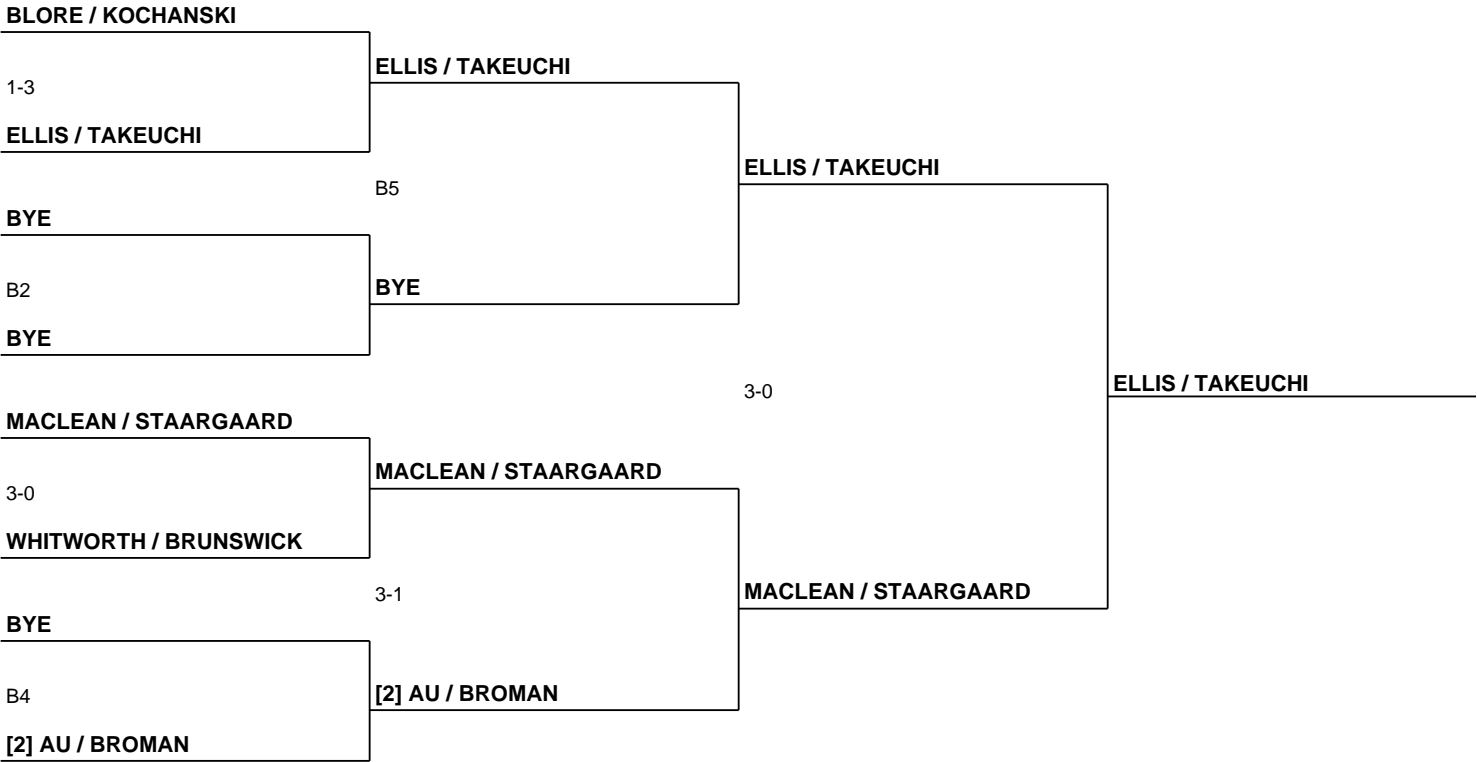 BLORE / KOCHANSKI
ELLIS / TAKEUCHI
1-3
ELLIS / TAKEUCHI
ELLIS / TAKEUCHI
B5
BYE
B2
BYE
BYE
3-0
ELLIS / TAKEUCHI
MACLEAN / STAARGAARD
MACLEAN / STAARGAARD
3-0
WHITWORTH / BRUNSWICK
3-1
MACLEAN / STAARGAARD
BYE
B4
[2] AU / BROMAN
[2] AU / BROMAN